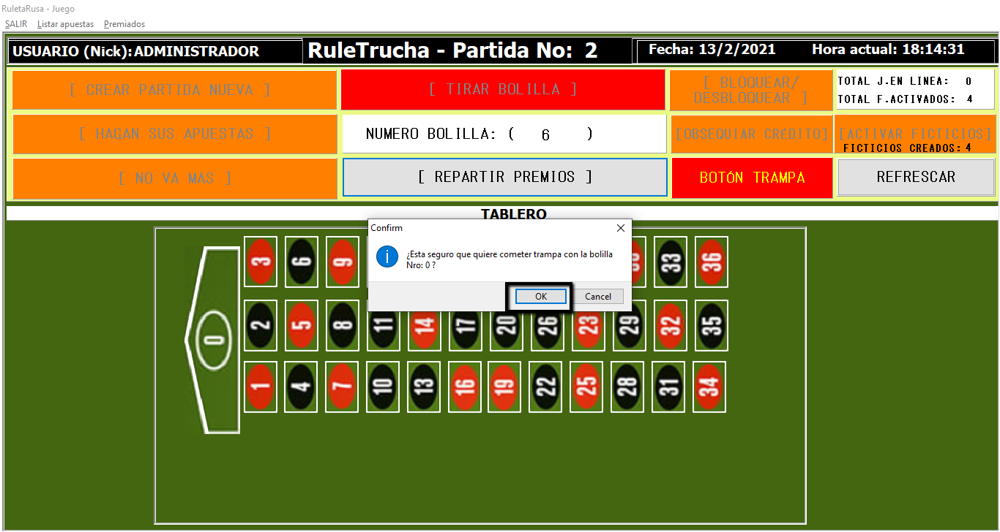 RuletaRusa - Juego
SALIR Listar apuestas Premiados
USUARIO (Nick): ADMINISTRADOR RuleTrucha - Partida No: 2 Fecha: 13/2/2021 Hora actual: 18:14:31
[ CREAR PARTIDA NUEVA ] [ TIRAR BOLILLA ] [ BLOQUEAR/
DESBLOQUEAR ]
TOTAL J.EN LINEA: 0
TOTAL F.ACTIVADOS: 4
[ HAGAN SUS APUESTAS ] NUMERO BOLILLA: ( 6 ) [OBSEQUIAR CRÉDITO] [ACTIVAR FICTICIOS]
FICTICIOS CREADOS: 4
[ NO VA MÁS ] [ REPARTIR PREMIOS ] BOTÓN TRAMPA REFRESCAR
TABLERO
Confirm
¿Esta seguro que quiere cometer trampa con la bolilla
Nro: 0 ?
OK Cancel
3 6 9 33 36
0
2 5 8 11 14 17 20 26 23 29 32 35
1 4 7 10 13 16 19 22 25 28 31 34